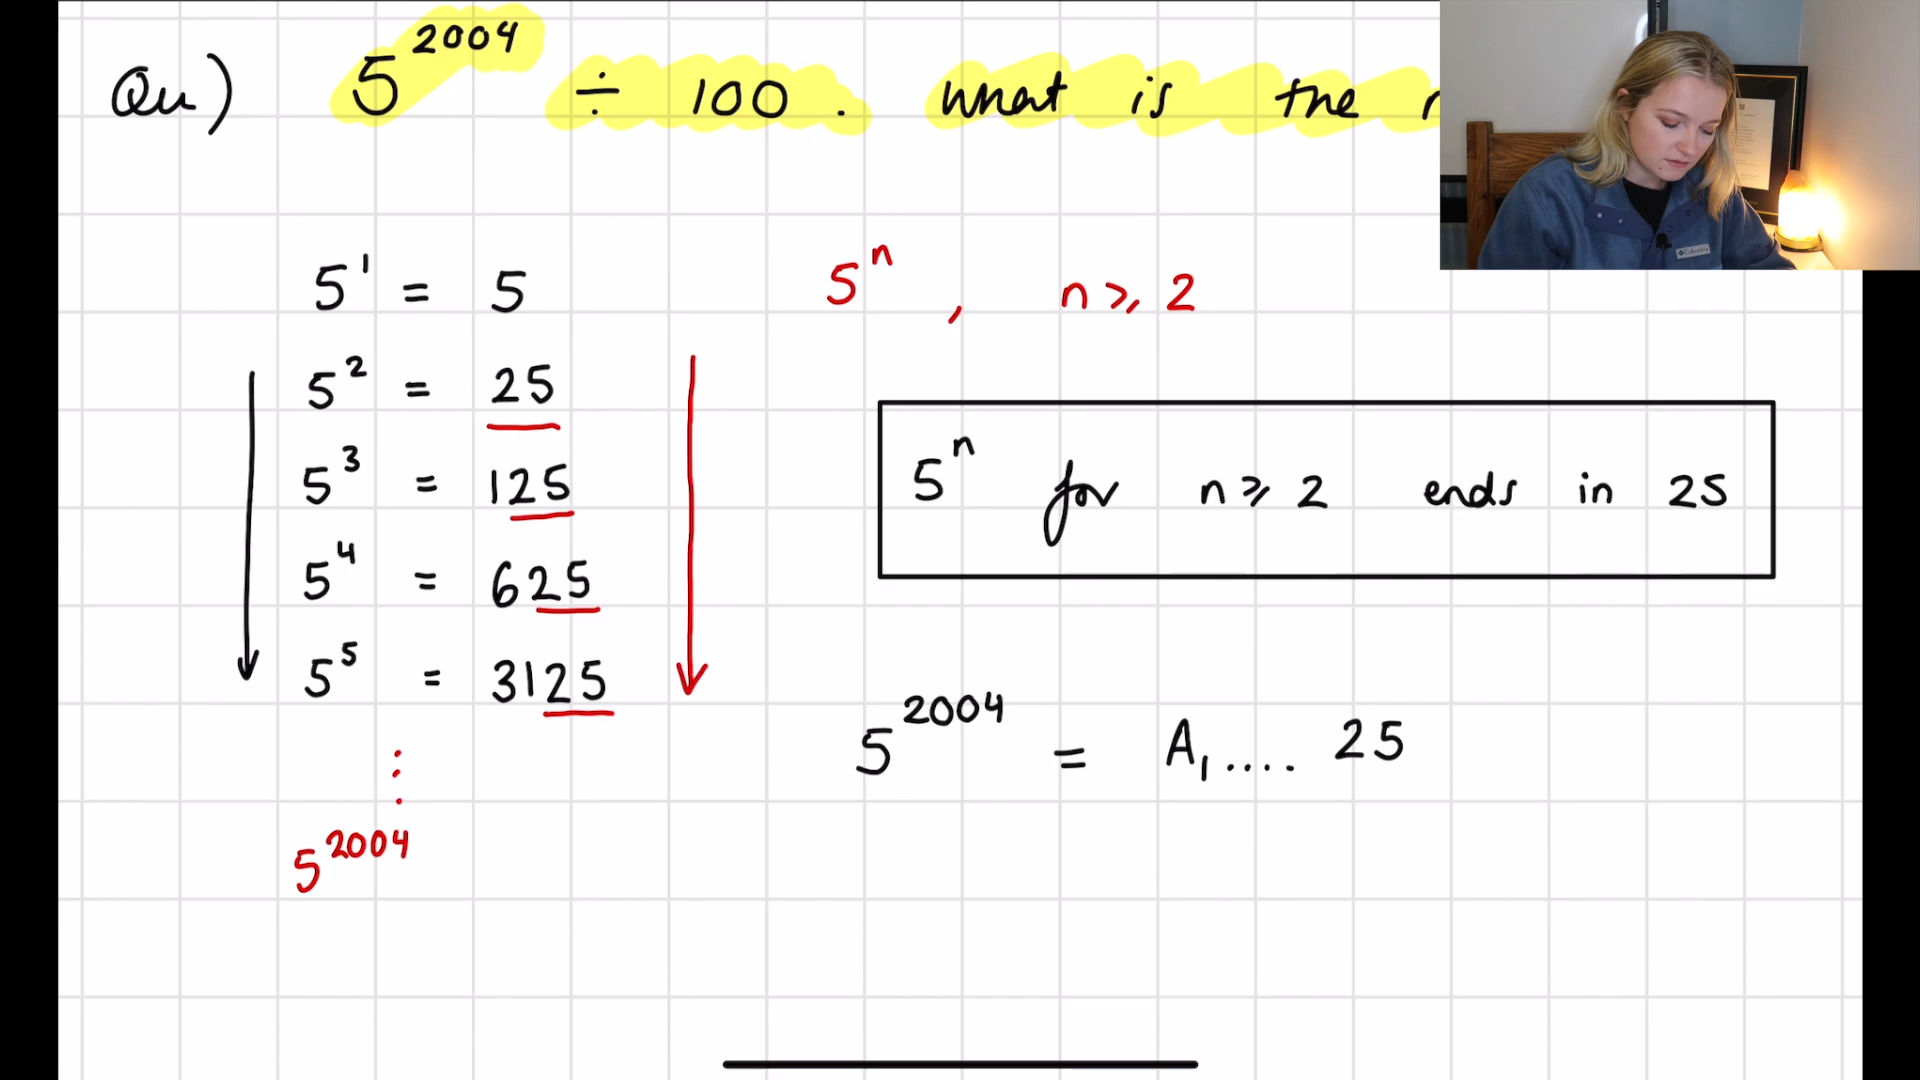 Qu) 5^2004 ÷ 100 . what is the r
5^1 = 5
5^n , n ≥ 2
5^2 = 25
5^3 = 125
5^n for n ≥ 2 ends in 25
5^4 = 625
5^5 = 3125
5^2004 = A₁.... 25
5^2004
Columbia